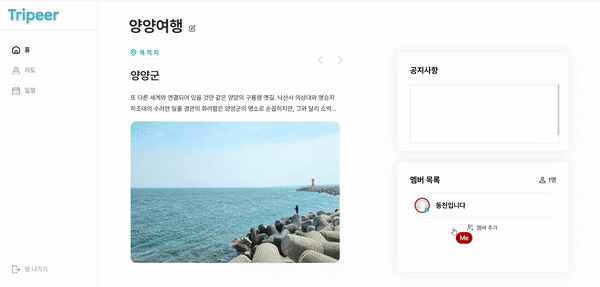 Tripeer
홈
지도
일정
방 나가기
양양여행
목적지
양양군
또 다른 세계와 연결되어 있을 것만 같은 양양의 구룡령 옛길. 낙산사 의상대와 명승지
하조대의 수려한 일출 경관의 화려함은 양양군의 명소로 손꼽히지만, 그와 달리 소박...
공지사항
멤버 목록
1명
동천입니다
멤버 추가
Me